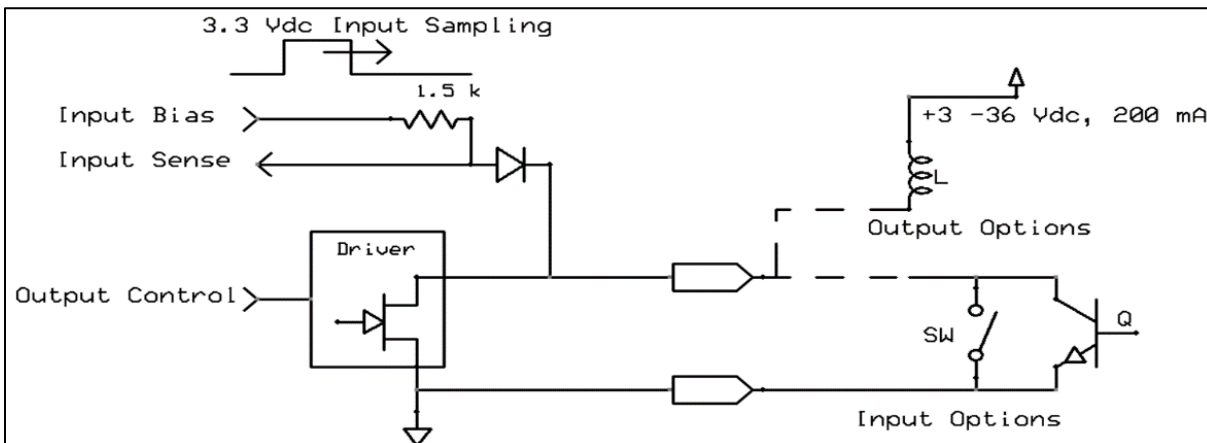 3.3 Vdc Input Sampling
1.5 k
Input Bias
Input Sense
+3 -36 Vdc, 200 mA
L
Output Options
Driver
Output Control
SW
Q
Input Options